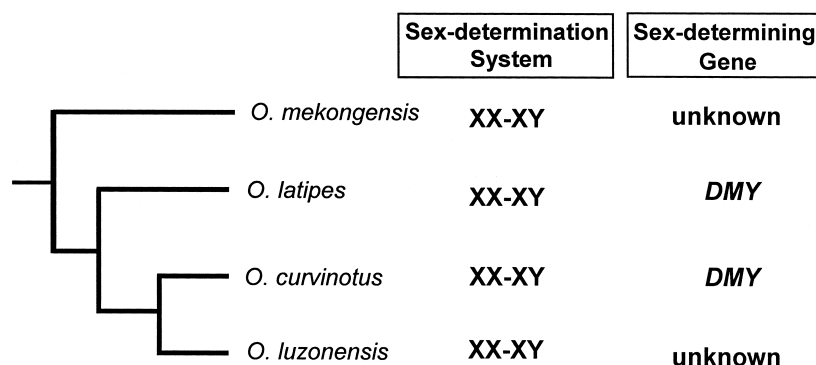 Sex-determination System
Sex-determining Gene
O. mekongensis XX-XY unknown
O. latipes XX-XY DMY
O. curvinotus XX-XY DMY
O. luzonensis XX-XY unknown